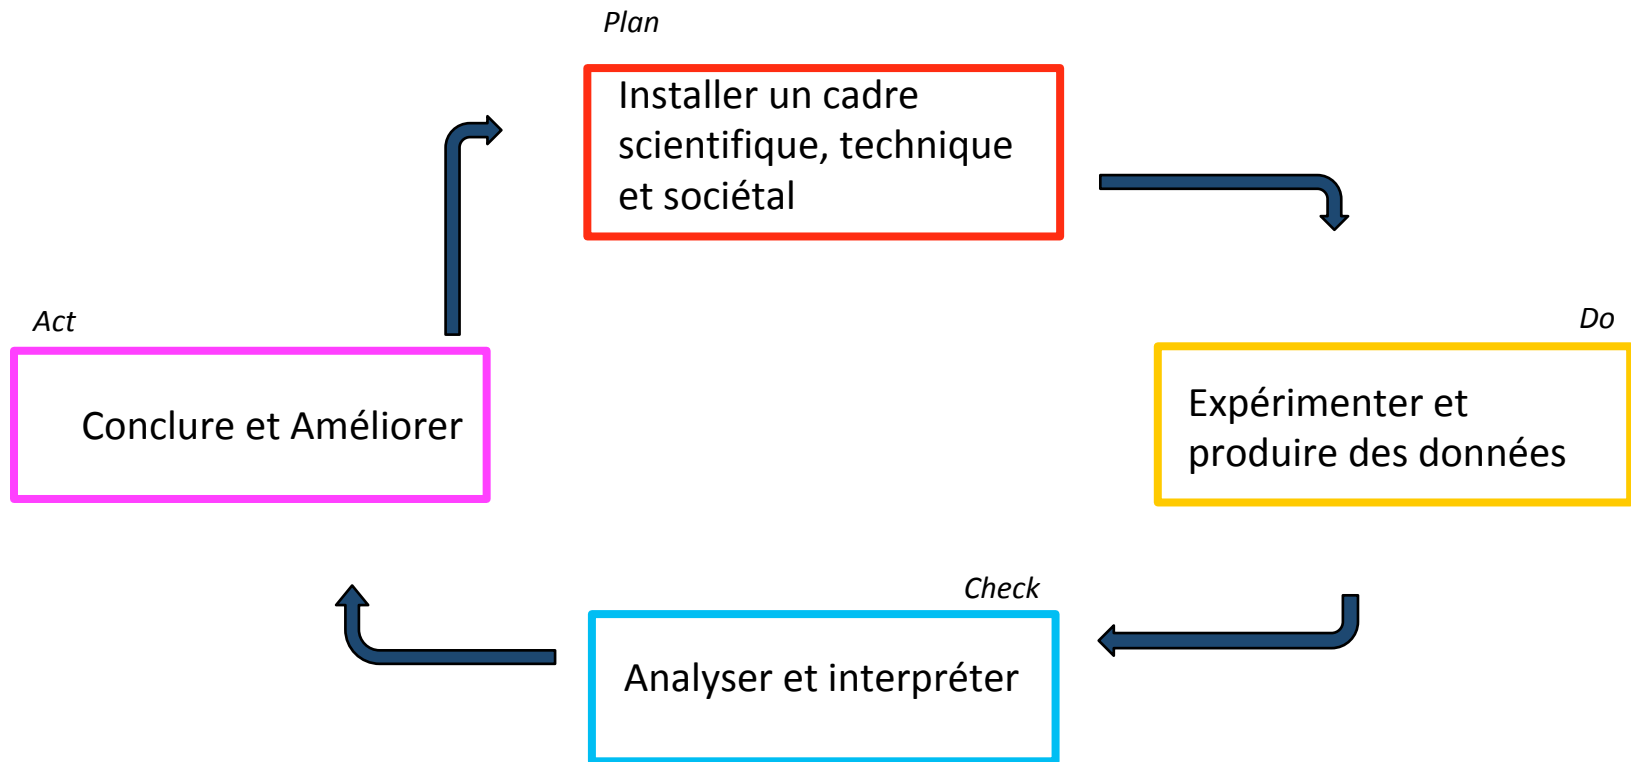 Plan
Installer un cadre
scientifique, technique
et sociétal
Act
Do
Conclure et Améliorer
Expérimenter et
produire des données
Check
Analyser et interpréter